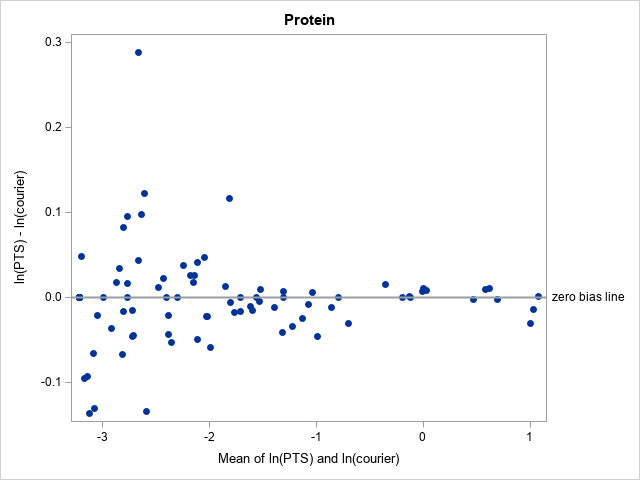 Protein
0.3
0.2
0.1
0.0
-0.1
ln(PTS) - ln(courier)
zero bias line
-3 -2 -1 0 1
Mean of ln(PTS) and ln(courier)